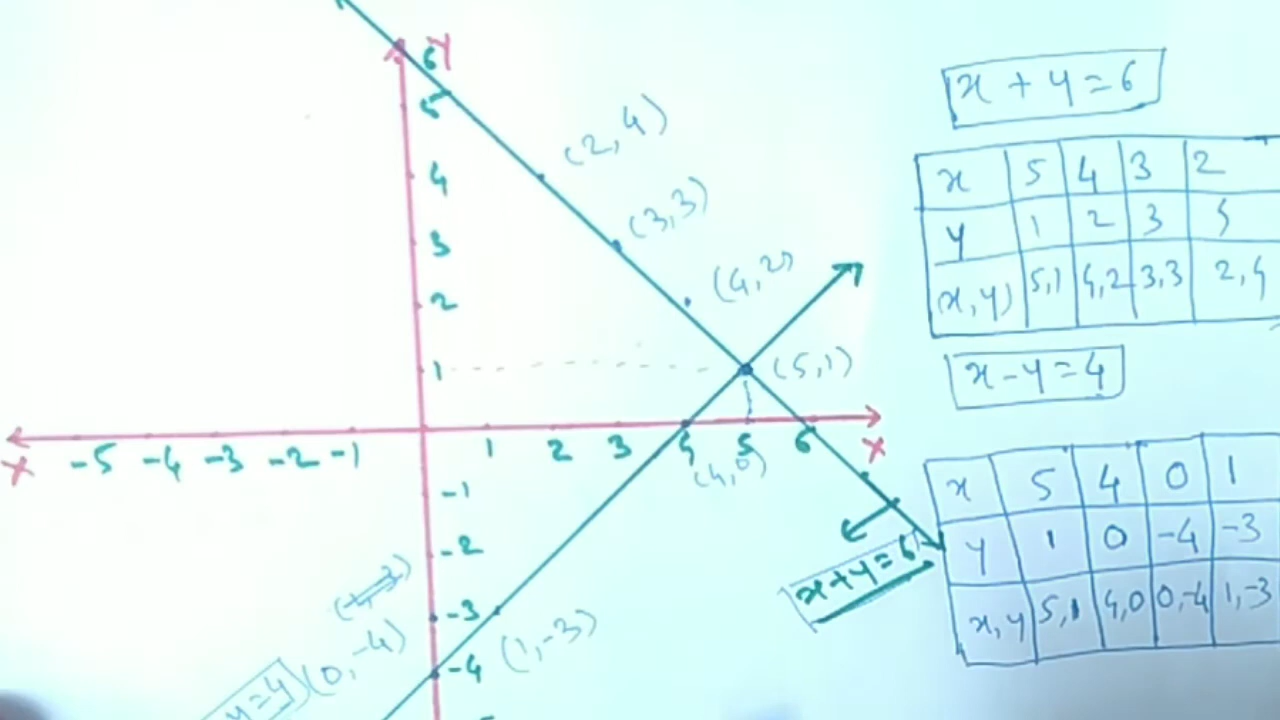 Y
6
5
4
3
2
1
(2,4)
(3,3)
(4,2)
(5,1)
X -5 -4 -3 -2 -1 1 2 3 4 5 6 X
(4,0)
-1
-2
-3
-4
(1,-3)
(0,-4)
y=4
x+y=6
x + y = 6
x 5 4 3 2
y 1 2 3 4
(x,y) 5,1 4,2 3,3 2,4
x-y=4
x 5 4 0 1
y 1 0 -4 -3
x,y 5,1 4,0 0,-4 1,-3